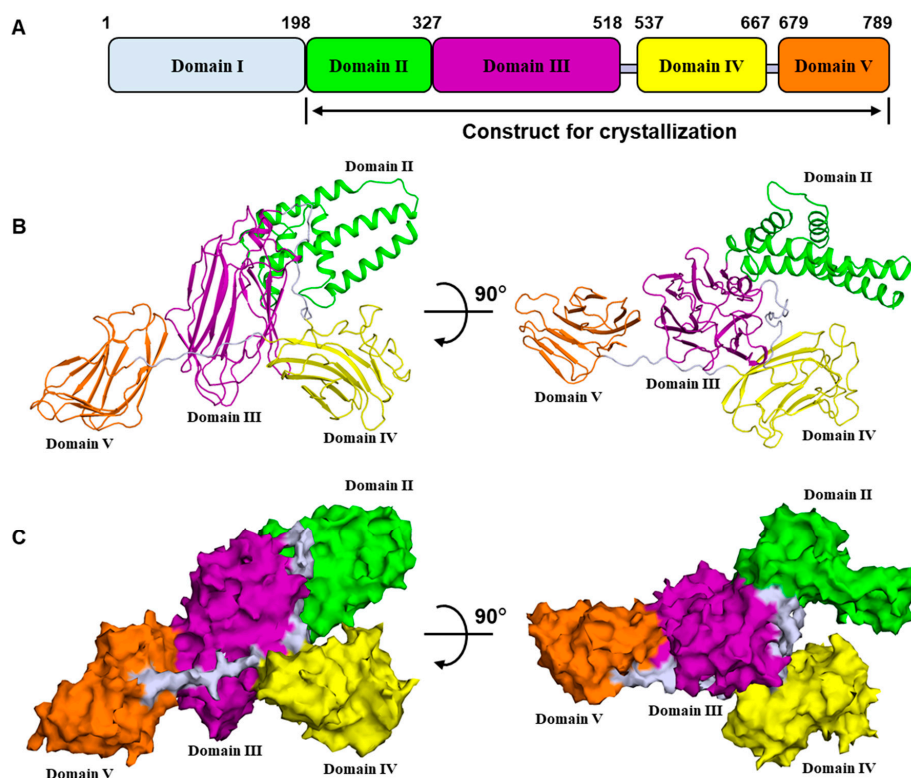 A
1 198 327 518 537 667 679 789
Domain I Domain II Domain III Domain IV Domain V
Construct for crystallization
B
Domain II
Domain II
90°
Domain V
Domain III
Domain III
Domain V
Domain IV
Domain IV
C
Domain II
Domain II
90°
Domain V
Domain III
Domain III
Domain V
Domain IV
Domain IV